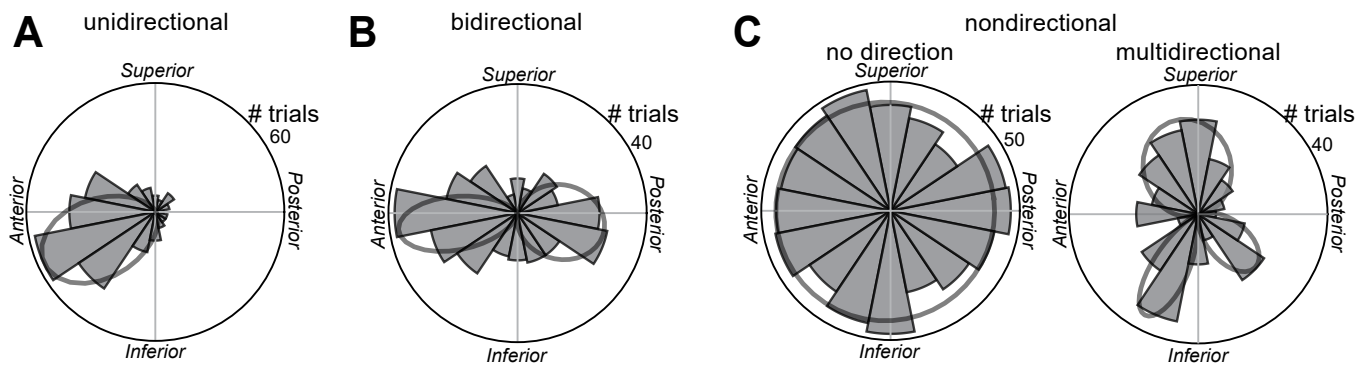 A unidirectional
Superior
# trials
60
Anterior
Posterior
Inferior
B bidirectional
Superior
# trials
40
Anterior
Posterior
Inferior
C nondirectional
no direction
Superior
# trials
50
Anterior
Inferior
multidirectional
Superior
# trials
40
Anterior
Posterior
Inferior